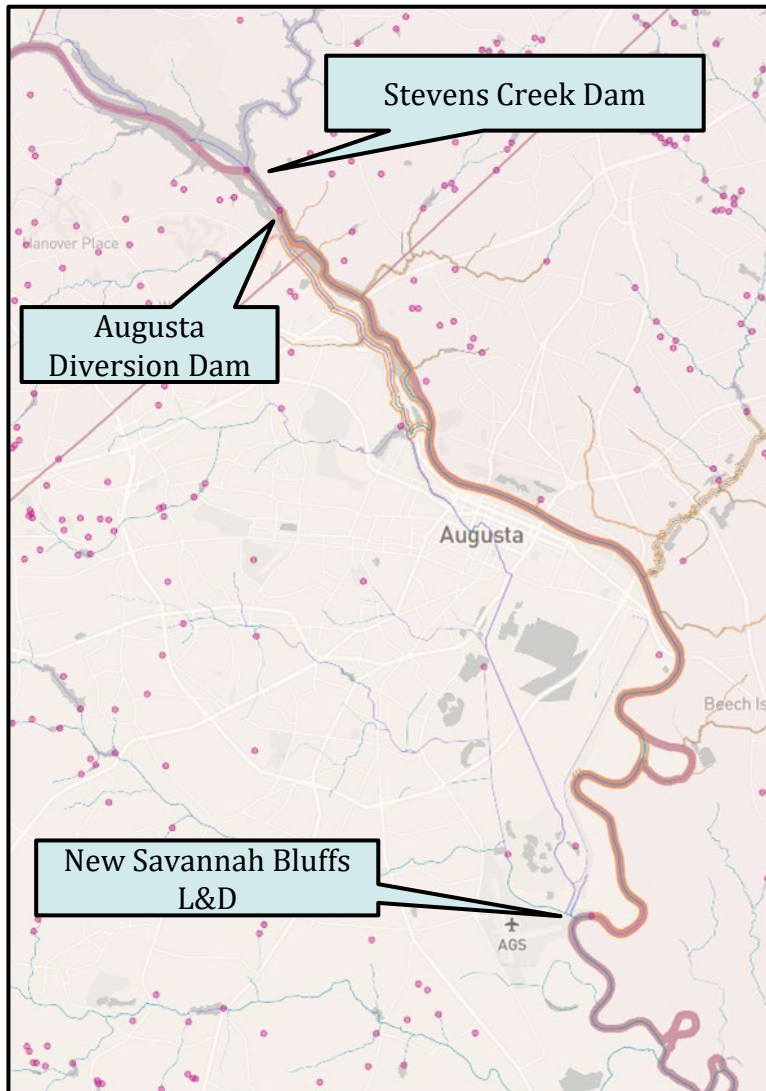 Stevens Creek Dam
Hanover Place
Augusta
Diversion Dam
Augusta
Beech Is
New Savannah Bluffs
L&D
AGS